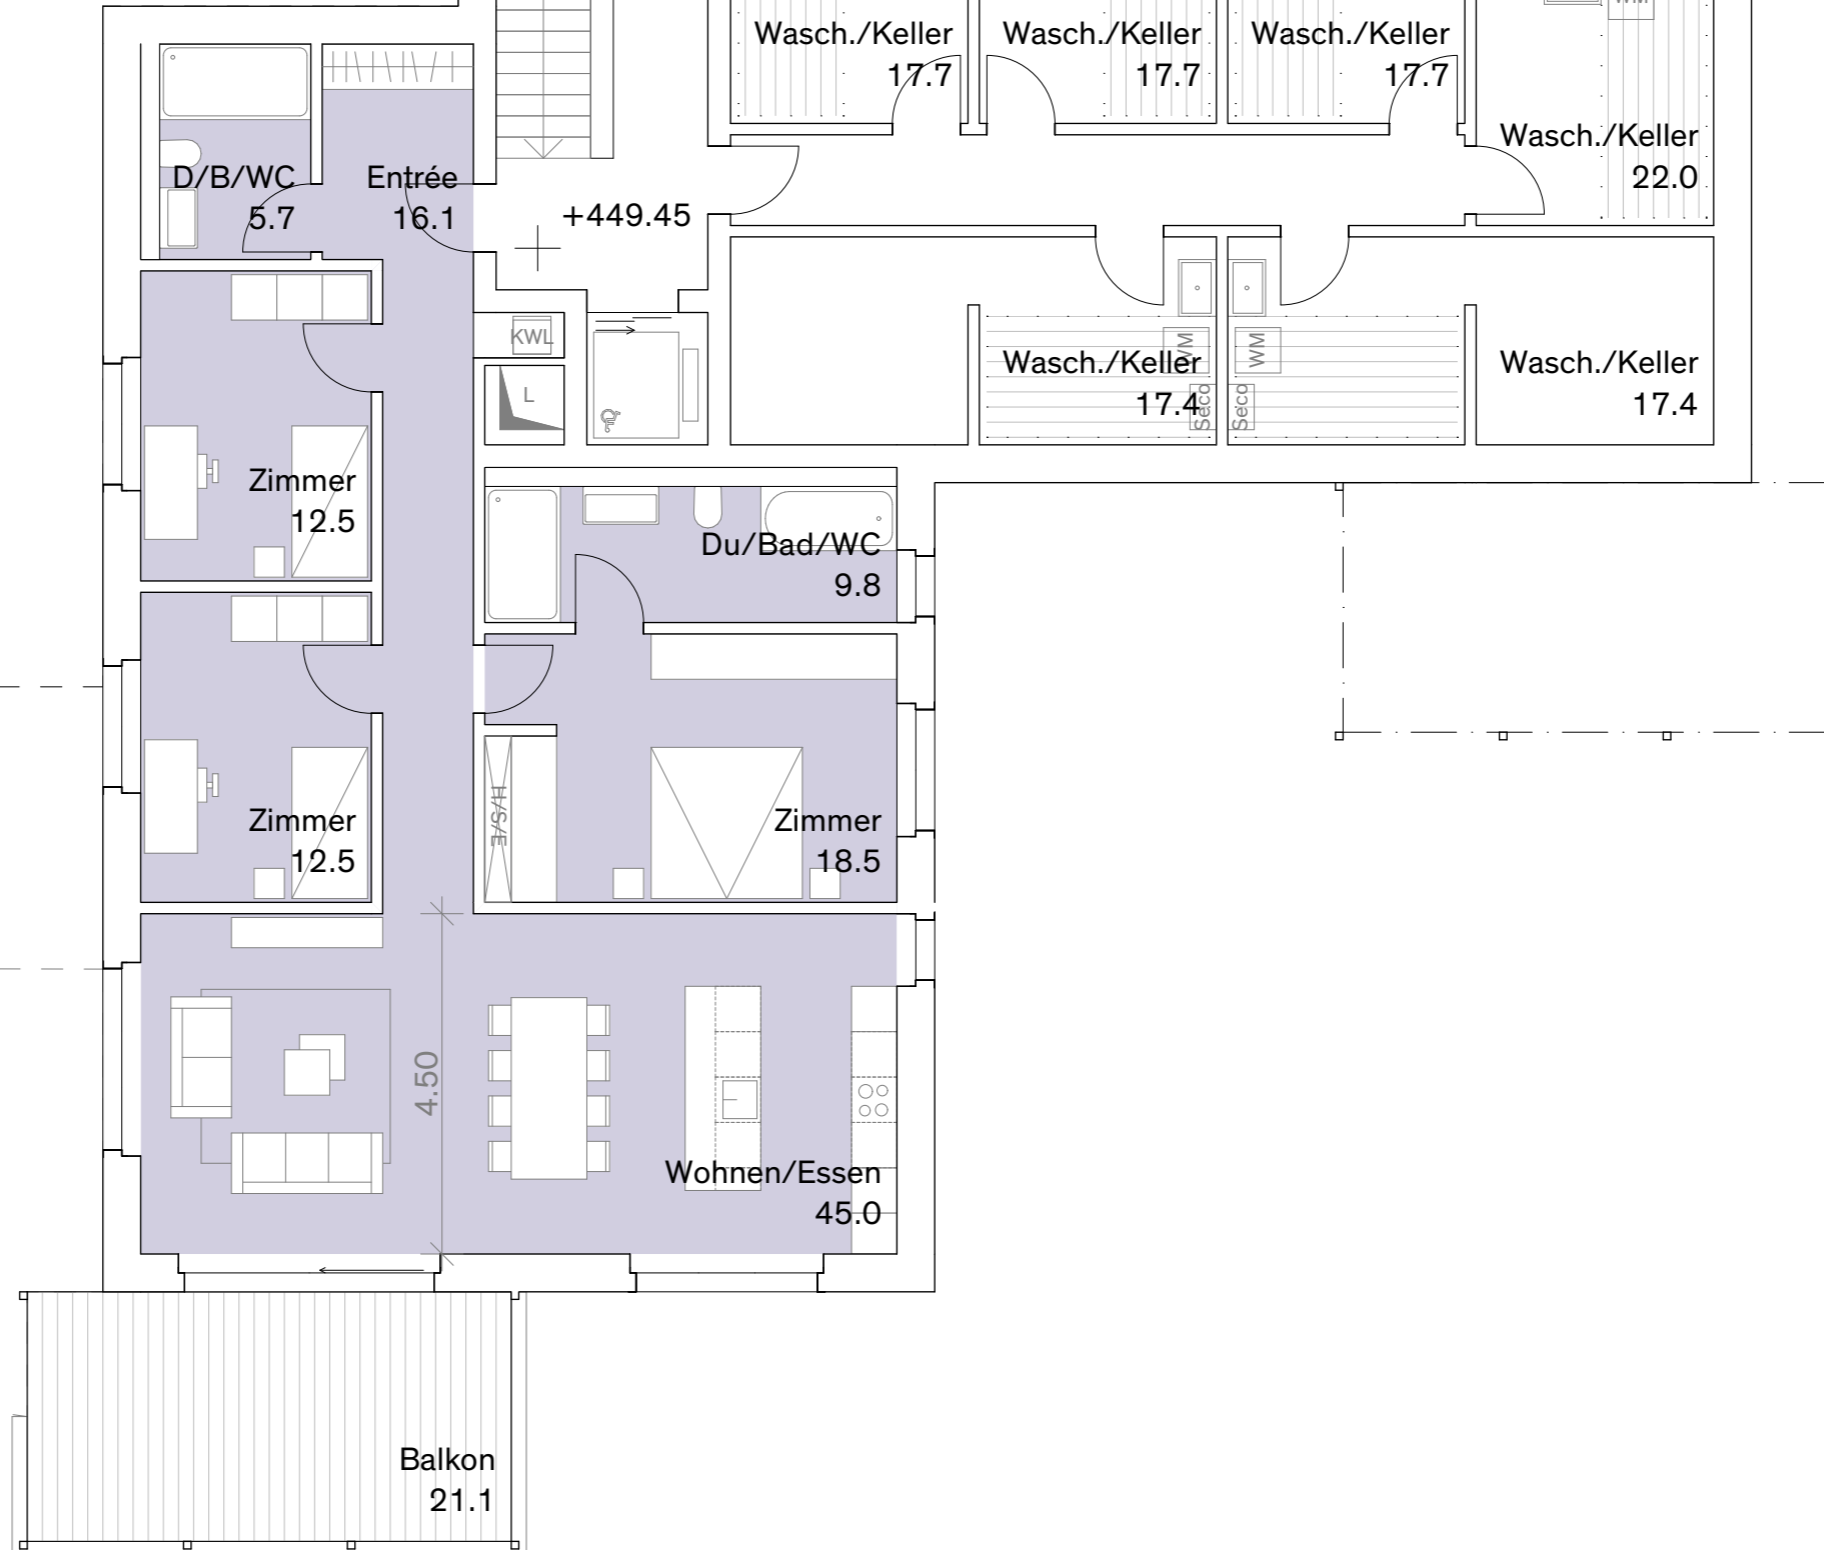 WM
Wasch./Keller
17.7
Wasch./Keller
17.7
Wasch./Keller
17.7
Wasch./Keller
22.0
D/B/WC
5.7
Entrée
16.1
+449.45
KWL
L
WM
WM
Wasch./Keller
17.4
Wasch./Keller
17.4
Seco
Seco
Zimmer
12.5
Du/Bad/WC
9.8
Zimmer
12.5
H/S/E
Zimmer
18.5
4.50
Wohnen/Essen
45.0
Balkon
21.1